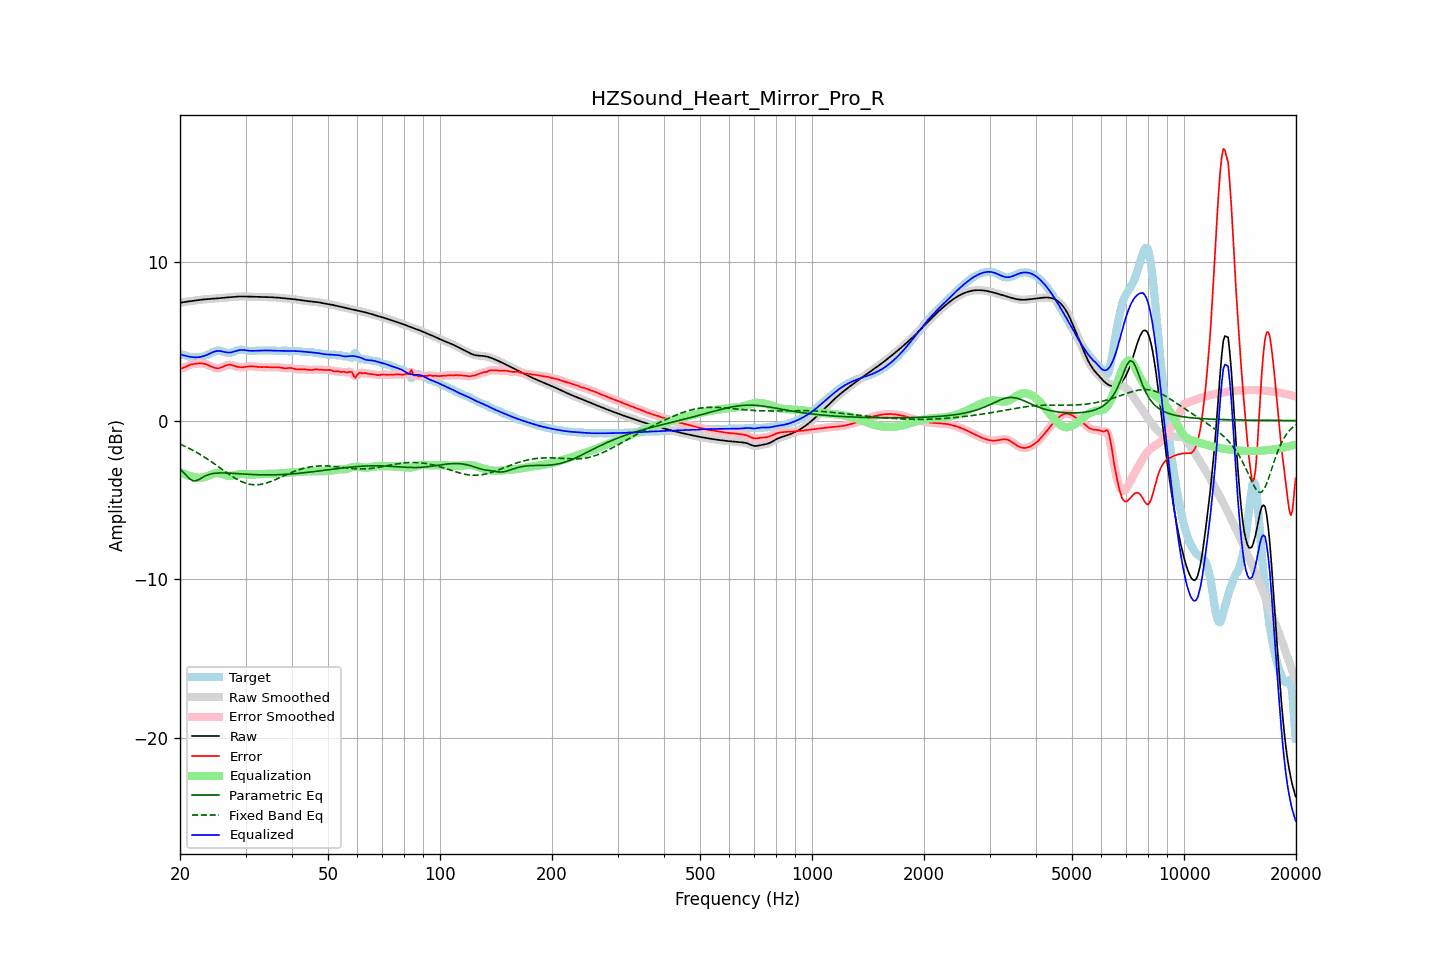 HZSound_Heart_Mirror_Pro_R
Amplitude (dBr)
10
0
−10
−20
Target
Raw Smoothed
Error Smoothed
Raw
Error
Equalization
Parametric Eq
Fixed Band Eq
Equalized
20 50 100 200 500 1000 2000 5000 10000 20000
Frequency (Hz)